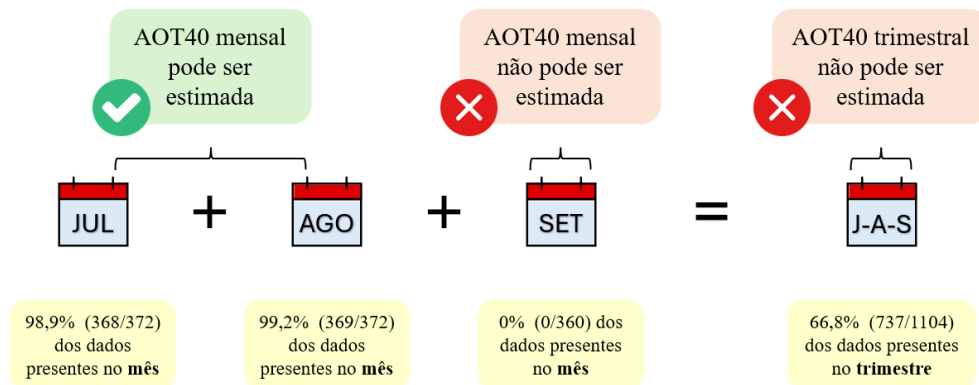 AOT40 mensal
pode ser
estimada
AOT40 mensal
não pode ser
estimada
AOT40 trimestral
não pode ser
estimada
JUL
+
AGO
+
SET
=
J-A-S
98,9% (368/372)
dos dados
presentes no mês
99,2% (369/372)
dos dados
presentes no mês
0% (0/360) dos
dados presentes
no mês
66,8% (737/1104)
dos dados presentes
no trimestre